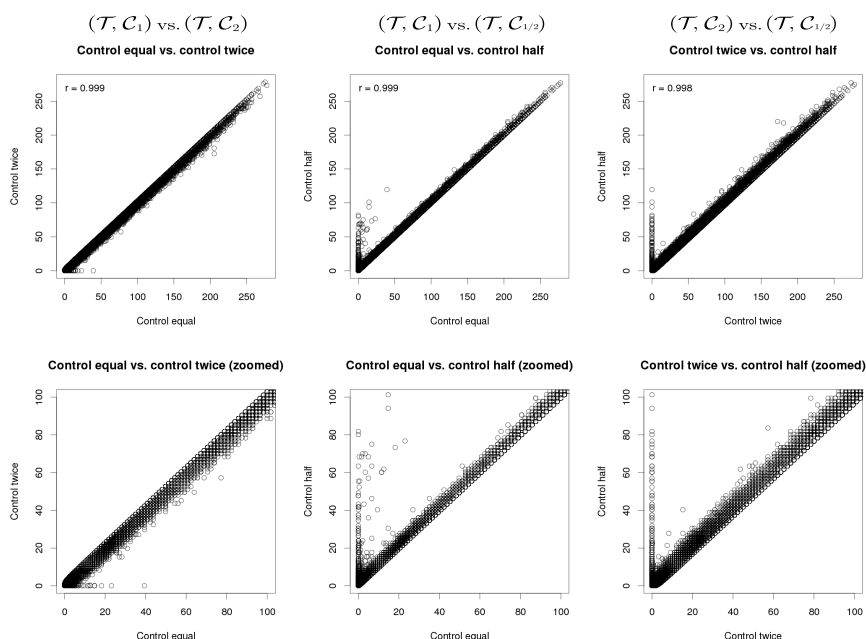 (𝒯, 𝒞₁) vs. (𝒯, 𝒞₂)
Control equal vs. control twice
r = 0.999
250
200
150
100
50
0
Control twice
0 50 100 150 200 250
Control equal
(𝒯, 𝒞₁) vs. (𝒯, 𝒞₁/₂)
Control equal vs. control half
r = 0.999
250
200
150
100
50
0
Control half
0 50 100 150 200 250
Control equal
(𝒯, 𝒞₂) vs. (𝒯, 𝒞₁/₂)
Control twice vs. control half
r = 0.998
250
200
150
100
50
0
Control half
0 50 100 150 200 250
Control twice
Control equal vs. control twice (zoomed)
100
80
60
40
20
0
Control twice
0 20 40 60 80 100
Control equal
Control equal vs. control half (zoomed)
100
80
60
40
20
0
Control half
0 20 40 60 80 100
Control equal
Control twice vs. control half (zoomed)
100
80
60
40
20
0
Control half
0 20 40 60 80 100
Control twice